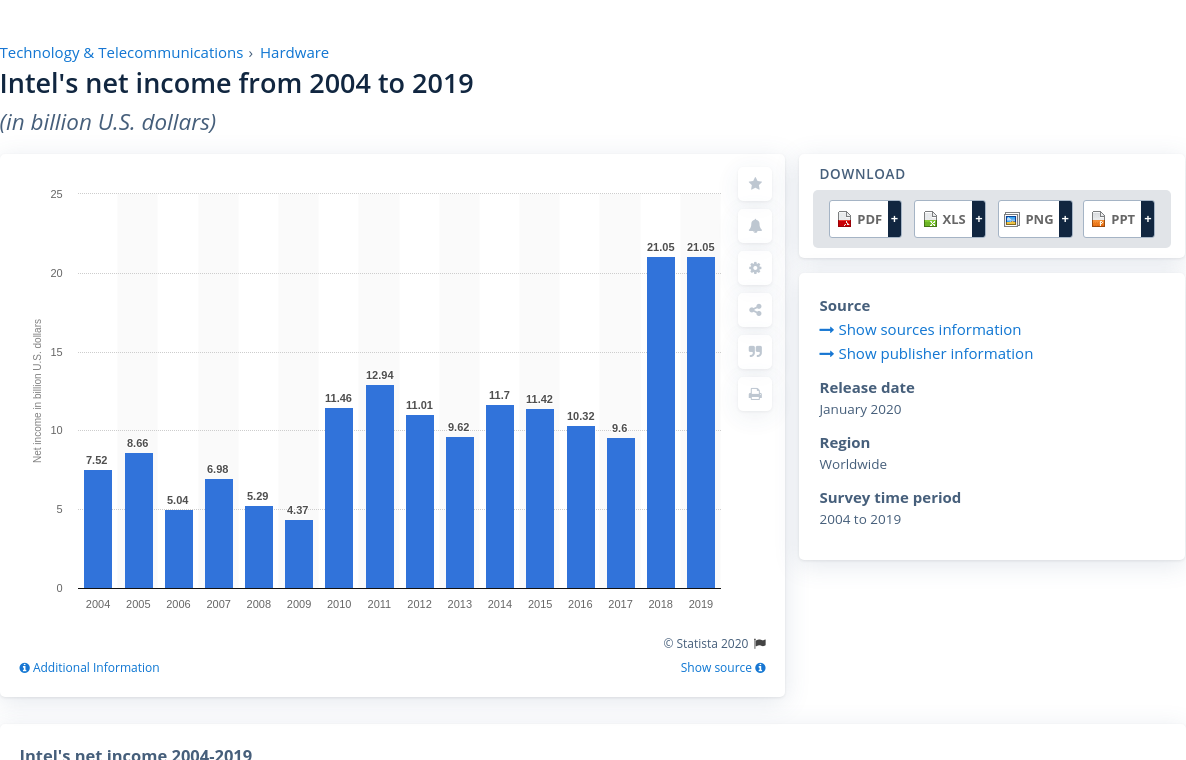 Technology & Telecommunications › Hardware
Intel's net income from 2004 to 2019
(in billion U.S. dollars)
25
20
15
10
5
0
Net income in billion U.S. dollars
7.52
8.66
5.04
6.98
5.29
4.37
11.46
12.94
11.01
9.62
11.7
11.42
10.32
9.6
21.05
21.05
2004 2005 2006 2007 2008 2009 2010 2011 2012 2013 2014 2015 2016 2017 2018 2019
© Statista 2020
Additional Information
Show source
DOWNLOAD
PDF + XLS + PNG + PPT +
Source
Show sources information
Show publisher information
Release date
January 2020
Region
Worldwide
Survey time period
2004 to 2019
Intel's net income 2004-2019